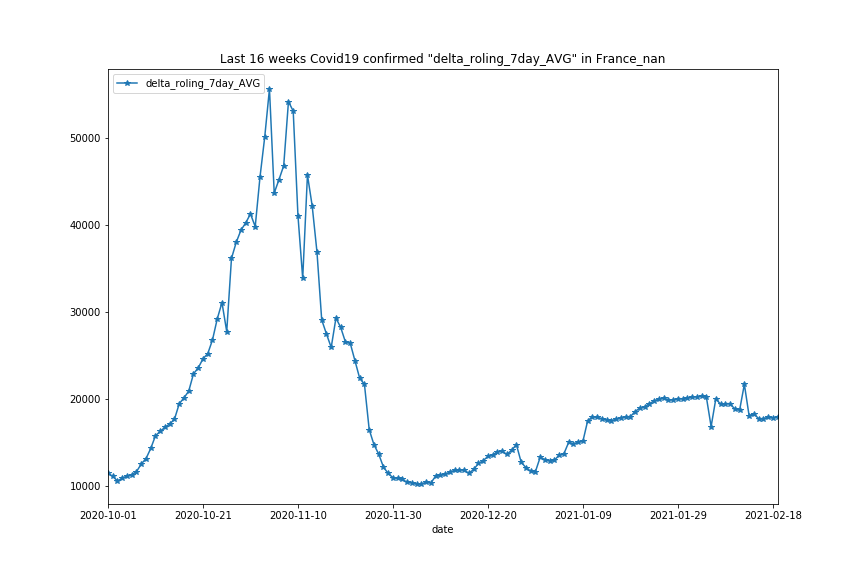 Last 16 weeks Covid19 confirmed "delta_roling_7day_AVG" in France_nan
delta_roling_7day_AVG
50000
40000
30000
20000
10000
2020-10-01 2020-10-21 2020-11-10 2020-11-30 2020-12-20 2021-01-09 2021-01-29 2021-02-18
date